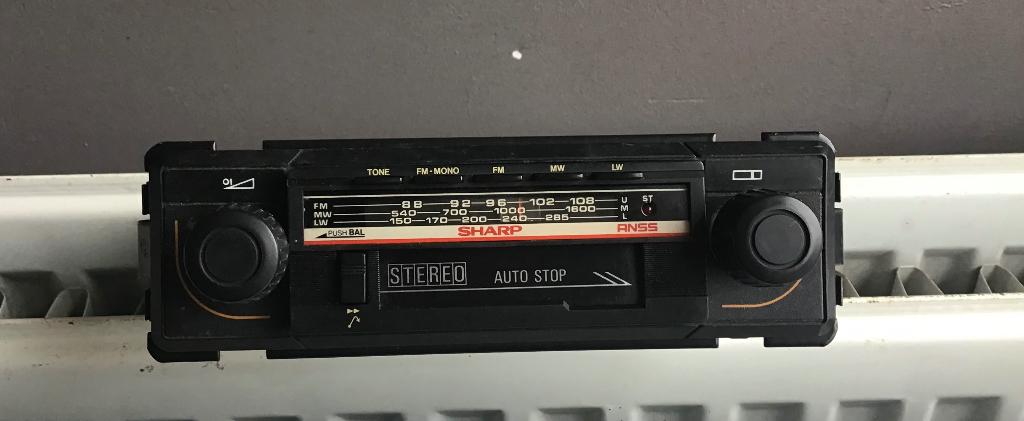 TONE FM-MONO FM MW LW
FM 88 92 96 102 108 U ST
MW 540 700 1000 1600 M
LW 150 170 200 240 285 L
PUSH BAL SHARP ANSS
STEREO AUTO STOP